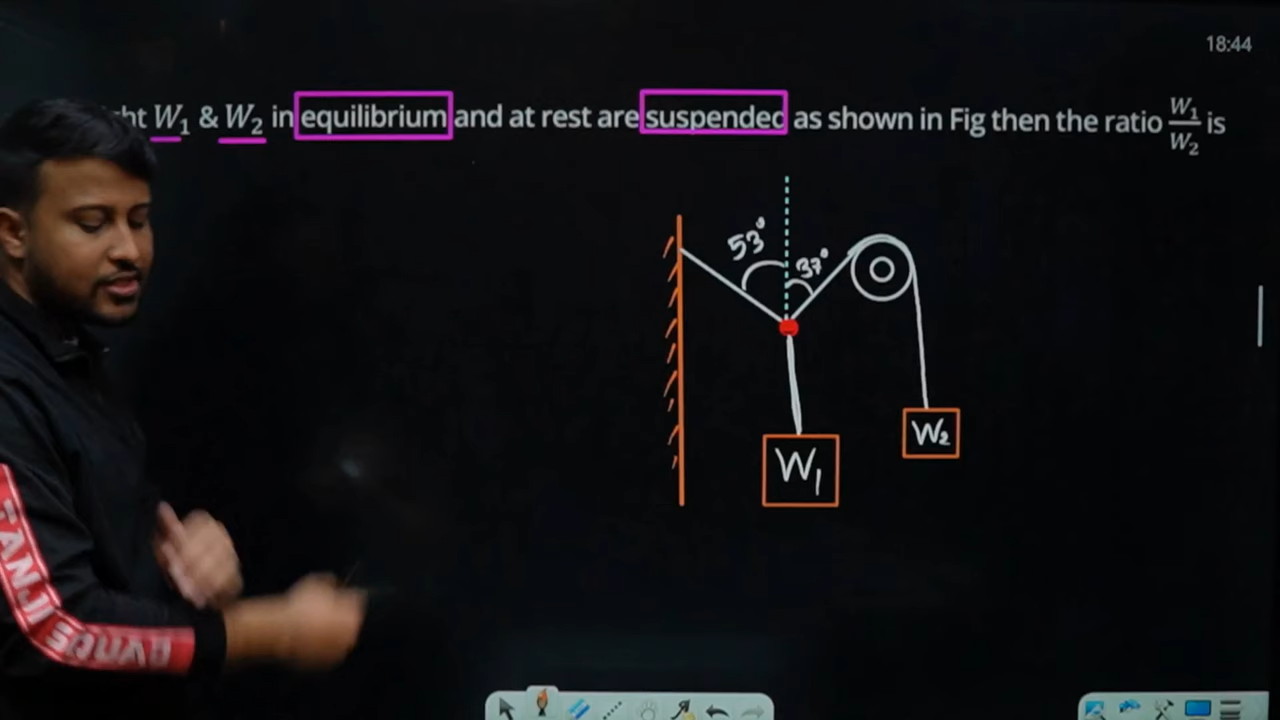 18:44
W₁ & W₂ in equilibrium and at rest are suspended as shown in Fig then the ratio W₁/W₂ is
53°
37°
W₂
W₁